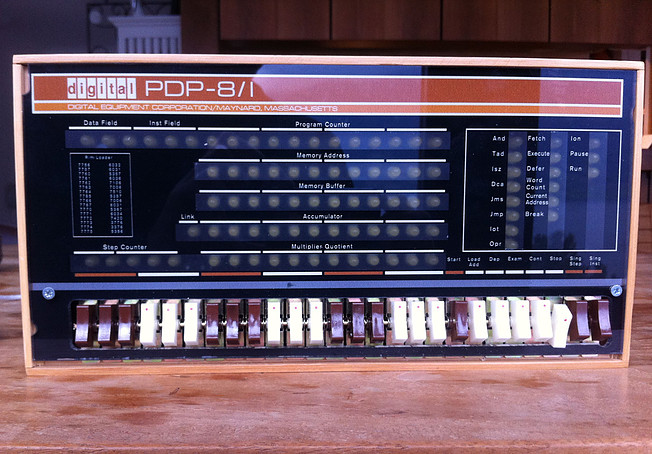 digital PDP-8/I
DIGITAL EQUIPMENT CORPORATION/MAYNARD, MASSACHUSETTS
Data Field Inst Field Program Counter
Rim Loader
Memory Address
Memory Buffer
Link Accumulator
Step Counter Multiplier Quotient
And Fetch Ion
Tad Execute Pause
Isz Defer Run
Dca Word Count
Jms Current Address
Jmp Break
Iot
Opr
Start Load Add Dep Exam Cont Stop Sing Step Sing Inst